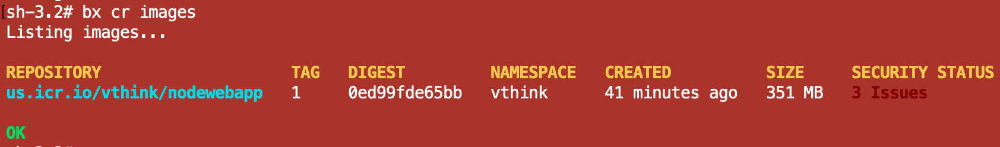 sh-3.2# bx cr images
Listing images...
REPOSITORY TAG DIGEST NAMESPACE CREATED SIZE SECURITY STATUS
us.icr.io/vthink/nodewebapp 1 0ed99fde65bb vthink 41 minutes ago 351 MB 3 Issues
OK